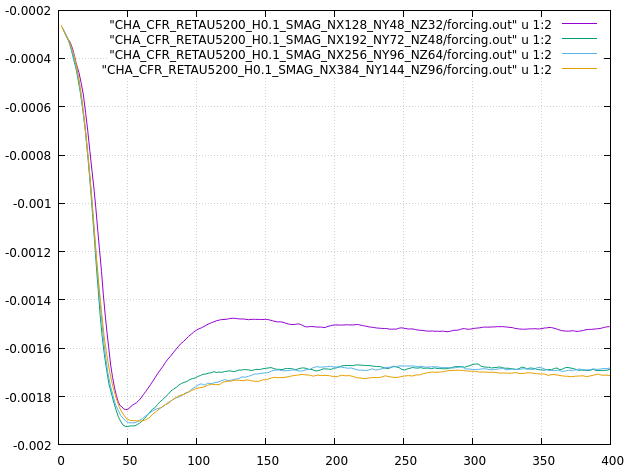 -0.0002
"CHA_CFR_RETAU5200_H0.1_SMAG_NX128_NY48_NZ32/forcing.out" u 1:2
"CHA_CFR_RETAU5200_H0.1_SMAG_NX192_NY72_NZ48/forcing.out" u 1:2
"CHA_CFR_RETAU5200_H0.1_SMAG_NX256_NY96_NZ64/forcing.out" u 1:2
"CHA_CFR_RETAU5200_H0.1_SMAG_NX384_NY144_NZ96/forcing.out" u 1:2
-0.0004
-0.0006
-0.0008
-0.001
-0.0012
-0.0014
-0.0016
-0.0018
-0.002
0 50 100 150 200 250 300 350 400